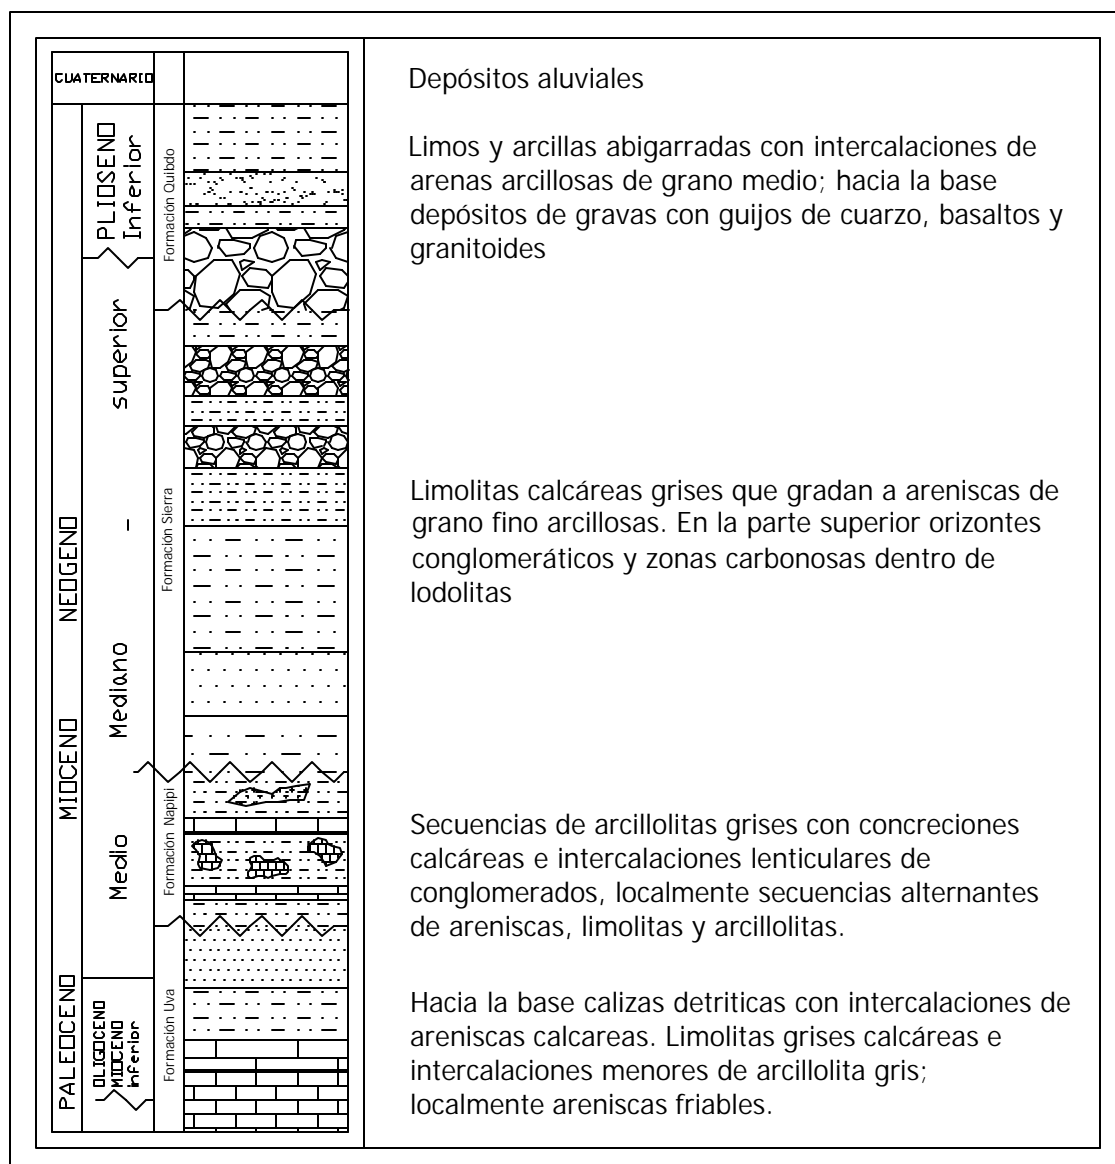 CUATERNARIO
Depósitos aluviales
NEOGENO
MIOCENO
PALEOCENO
PLIOSENO
Inferior
superior
-
Mediano
Medio
OLIGOCENO
MIOCENO
inferior
Formación Quibdo
Formación Sierra
Formación Napipi
Formación Uva
Limos y arcillas abigarradas con intercalaciones de
arenas arcillosas de grano medio; hacia la base
depósitos de gravas con guijos de cuarzo, basaltos y
granitoides
Limolitas calcáreas grises que gradan a areniscas de
grano fino arcillosas. En la parte superior orizontes
conglomeráticos y zonas carbonosas dentro de
lodolitas
Secuencias de arcillolitas grises con concreciones
calcáreas e intercalaciones lenticulares de
conglomerados, localmente secuencias alternantes
de areniscas, limolitas y arcillolitas.
Hacia la base calizas detriticas con intercalaciones de
areniscas calcareas. Limolitas grises calcáreas e
intercalaciones menores de arcillolita gris;
localmente areniscas friables.